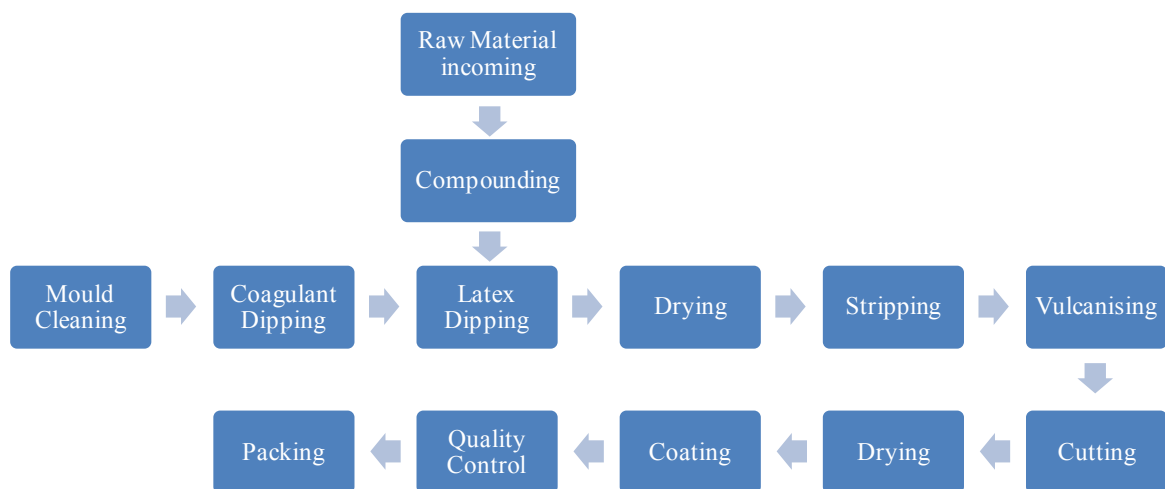 Raw Material
incoming
Compounding
Mould
Cleaning
Coagulant
Dipping
Latex
Dipping
Drying
Stripping
Vulcanising
Packing
Quality
Control
Coating
Drying
Cutting